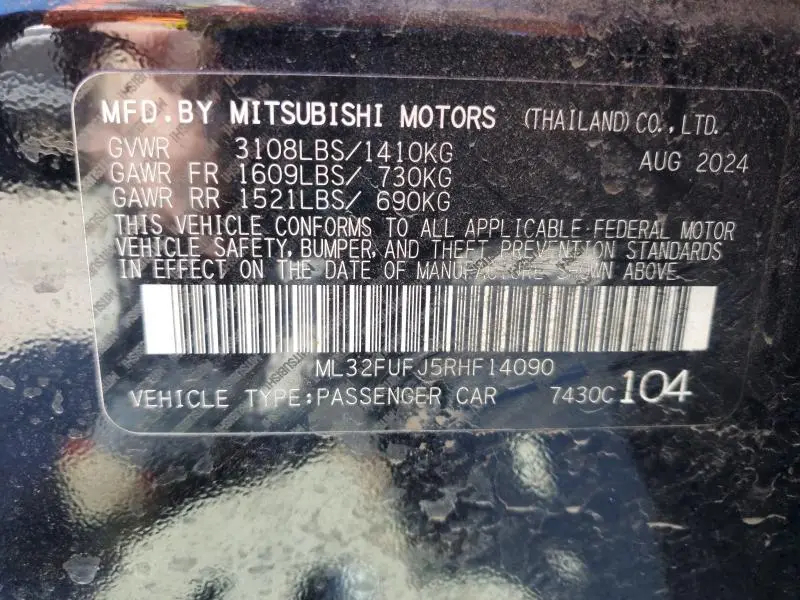 MFD.BY MITSUBISHI MOTORS (THAILAND)CO.,LTD.
GVWR 3108LBS/1410KG AUG 2024
GAWR FR 1609LBS/ 730KG
GAWR RR 1521LBS/ 690KG
THIS VEHICLE CONFORMS TO ALL APPLICABLE FEDERAL MOTOR
VEHICLE SAFETY, BUMPER, AND THEFT PREVENTION STANDARDS
IN EFFECT ON THE DATE OF MANUFACTURE SHOWN ABOVE
ML32FUFJ5RHF14090
VEHICLE TYPE:PASSENGER CAR 7430C 104